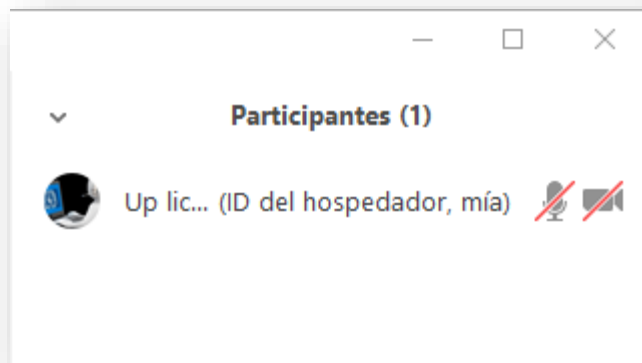 Participantes (1)
Up lic... (ID del hospedador, mía)